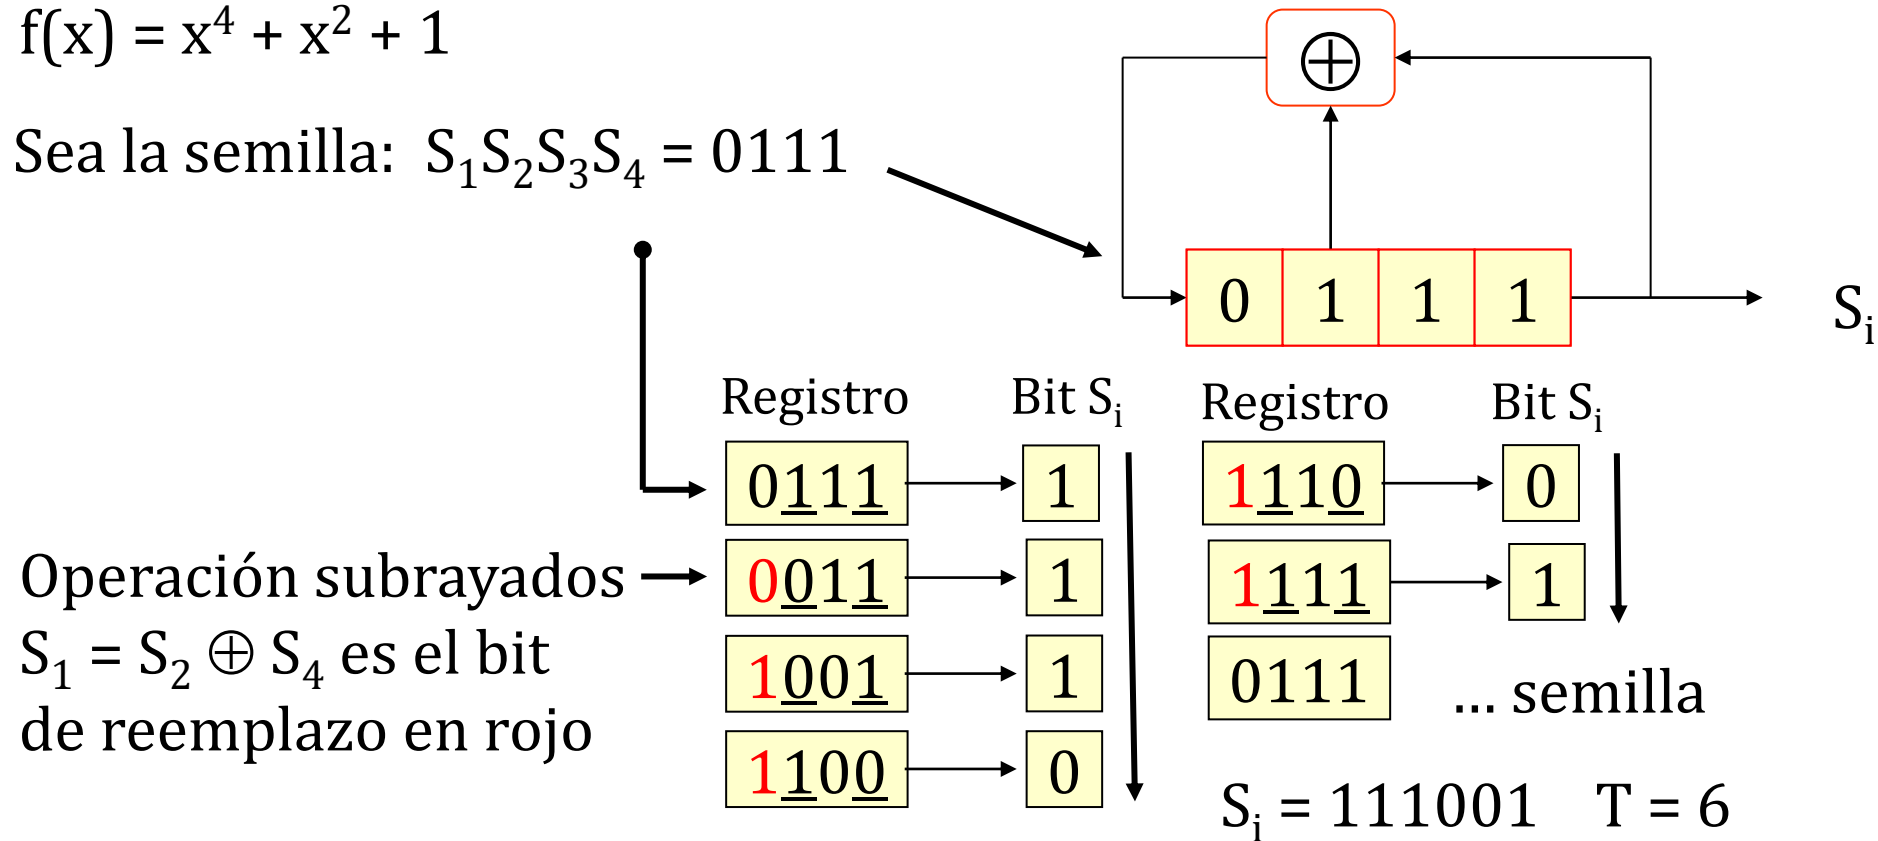 f(x) = x⁴ + x² + 1
Sea la semilla: S₁S₂S₃S₄ = 0111
⊕
0 1 1 1
Sᵢ
Registro Bit Sᵢ
0111 1
0011 1
1001 1
1100 0
Registro Bit Sᵢ
1110 0
1111 1
0111 ... semilla
Operación subrayados
S₁ = S₂ ⊕ S₄ es el bit
de reemplazo en rojo
Sᵢ = 111001 T = 6